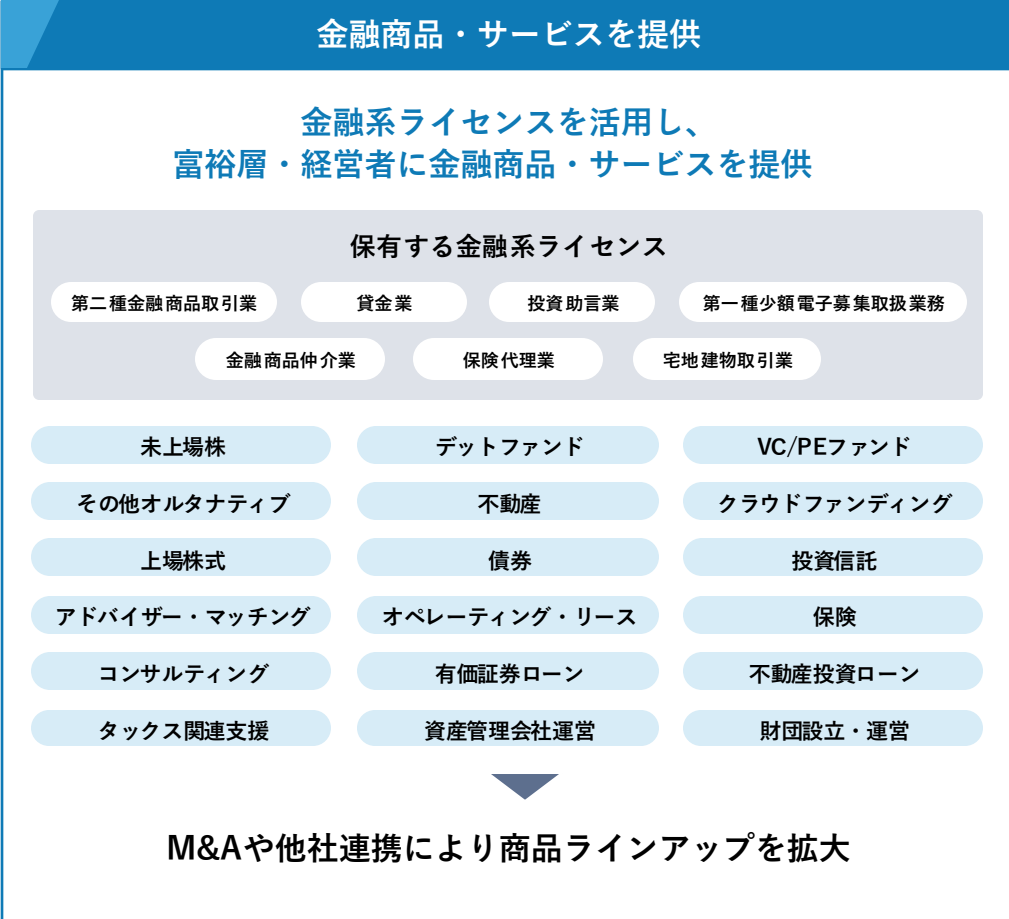 金融商品・サービスを提供
金融系ライセンスを活用し、
富裕層・経営者に金融商品・サービスを提供
保有する金融系ライセンス
第二種金融商品取引業 貸金業 投資助言業 第一種少額電子募集取扱業務
金融商品仲介業 保険代理業 宅地建物取引業
未上場株 デットファンド VC/PEファンド
その他オルタナティブ 不動産 クラウドファンディング
上場株式 債券 投資信託
アドバイザー・マッチング オペレーティング・リース 保険
コンサルティング 有価証券ローン 不動産投資ローン
タックス関連支援 資産管理会社運営 財団設立・運営
M&Aや他社連携により商品ラインアップを拡大